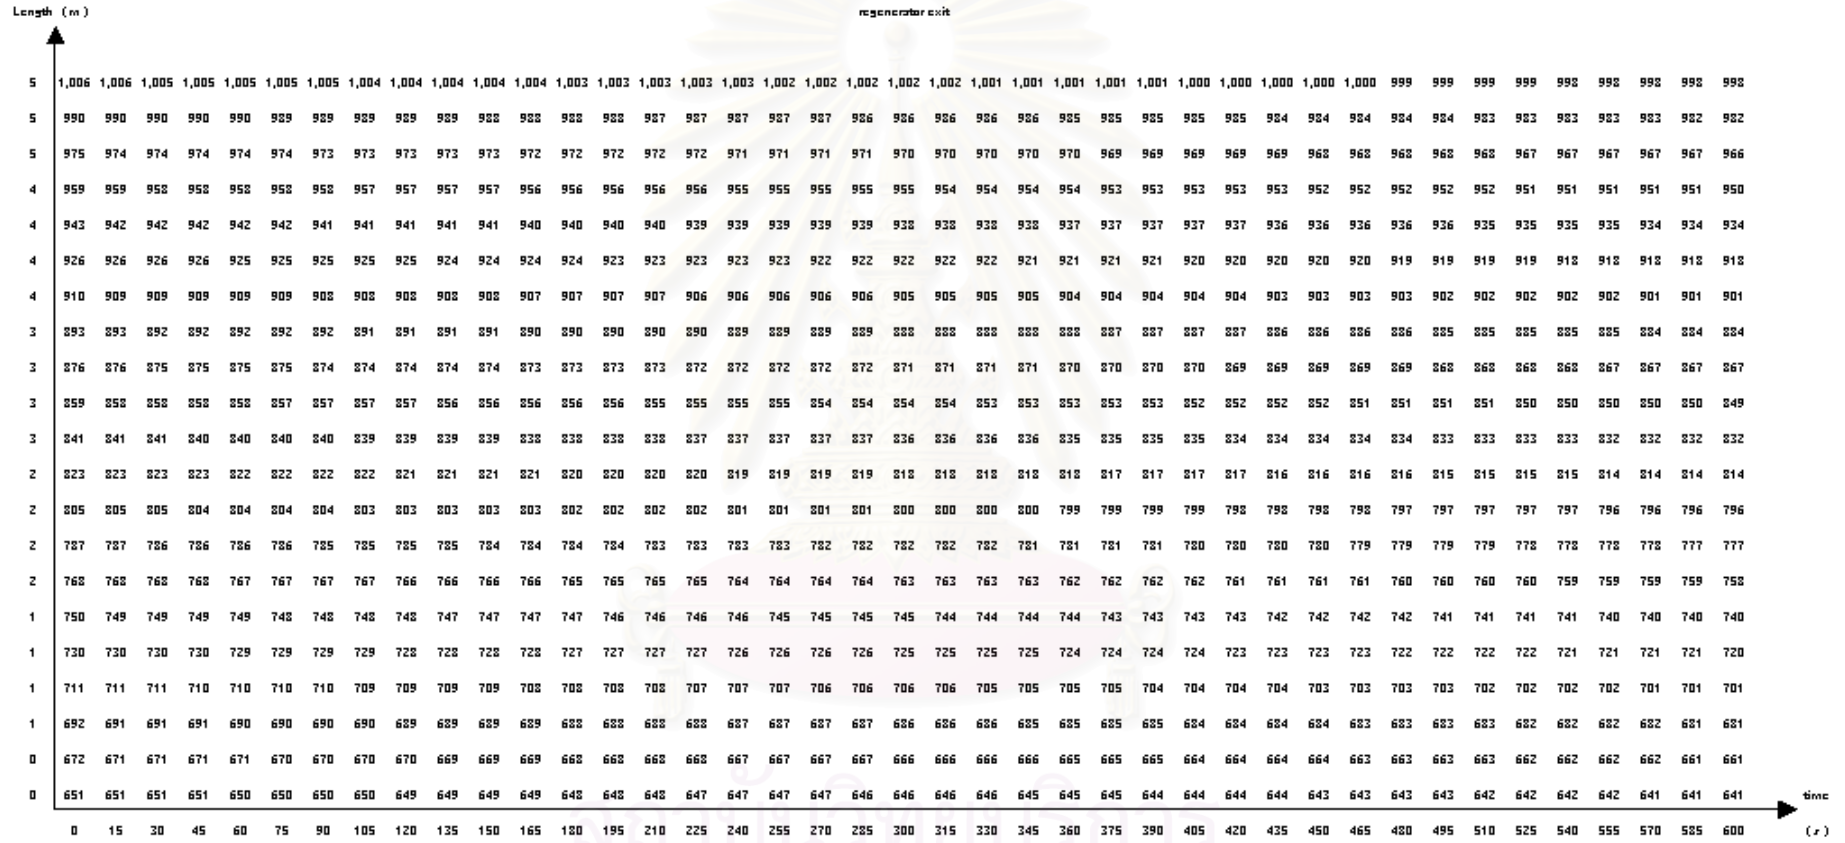 Length (m)
regenerator exit
5 1,006 1,006 1,005 1,005 1,005 1,005 1,005 1,004 1,004 1,004 1,004 1,004 1,003 1,003 1,003 1,003 1,003 1,002 1,002 1,002 1,002 1,002 1,001 1,001 1,001 1,001 1,001 1,000 1,000 1,000 1,000 1,000 999 999 999 999 998 998 998 998 998
5 990 990 990 990 990 989 989 989 989 989 988 988 988 988 987 987 987 987 987 986 986 986 986 986 985 985 985 985 985 984 984 984 984 984 983 983 983 983 983 982 982
5 975 974 974 974 974 974 973 973 973 973 973 972 972 972 972 972 971 971 971 971 970 970 970 970 970 969 969 969 969 969 968 968 968 968 968 967 967 967 967 967 966
4 959 959 958 958 958 958 958 957 957 957 957 956 956 956 956 956 955 955 955 955 955 954 954 954 954 953 953 953 953 953 952 952 952 952 952 951 951 951 951 951 950
4 943 942 942 942 942 942 941 941 941 941 941 940 940 940 940 939 939 939 939 939 938 938 938 938 937 937 937 937 937 936 936 936 936 936 935 935 935 935 934 934 934
4 926 926 926 926 925 925 925 925 925 924 924 924 924 923 923 923 923 923 922 922 922 922 922 921 921 921 921 920 920 920 920 920 919 919 919 919 918 918 918 918 918
4 910 909 909 909 909 909 908 908 908 908 908 907 907 907 907 906 906 906 906 906 905 905 905 905 904 904 904 904 904 903 903 903 903 902 902 902 902 902 901 901 901
3 893 893 892 892 892 892 892 891 891 891 891 890 890 890 890 890 889 889 889 889 888 888 888 888 888 887 887 887 887 886 886 886 886 885 885 885 885 885 884 884 884
3 876 876 875 875 875 875 874 874 874 874 874 873 873 873 873 872 872 872 872 872 871 871 871 871 870 870 870 870 869 869 869 869 869 868 868 868 868 867 867 867 867
3 859 858 858 858 858 857 857 857 857 856 856 856 856 856 855 855 855 855 854 854 854 854 853 853 853 853 853 852 852 852 852 851 851 851 851 850 850 850 850 850 849
3 841 841 841 840 840 840 840 839 839 839 839 838 838 838 838 837 837 837 837 837 836 836 836 836 835 835 835 835 834 834 834 834 834 833 833 833 833 832 832 832 832
2 823 823 823 823 822 822 822 822 821 821 821 821 820 820 820 820 819 819 819 819 818 818 818 818 818 817 817 817 817 816 816 816 816 815 815 815 815 814 814 814 814
2 805 805 805 804 804 804 804 803 803 803 803 803 802 802 802 802 801 801 801 801 800 800 800 800 799 799 799 799 798 798 798 798 797 797 797 797 797 796 796 796 796
2 787 787 786 786 786 786 785 785 785 785 784 784 784 784 783 783 783 783 782 782 782 782 782 781 781 781 781 780 780 780 780 779 779 779 779 778 778 778 778 777 777
2 768 768 768 768 767 767 767 767 766 766 766 766 765 765 765 765 764 764 764 764 763 763 763 763 762 762 762 762 761 761 761 761 760 760 760 760 759 759 759 759 758
1 750 749 749 749 749 748 748 748 748 747 747 747 747 746 746 746 746 745 745 745 745 744 744 744 744 743 743 743 743 742 742 742 742 741 741 741 741 740 740 740 740
1 730 730 730 730 729 729 729 729 728 728 728 728 727 727 727 727 726 726 726 726 725 725 725 725 724 724 724 724 723 723 723 723 722 722 722 722 721 721 721 721 720
1 711 711 711 710 710 710 710 709 709 709 709 708 708 708 708 707 707 707 706 706 706 706 705 705 705 705 704 704 704 704 703 703 703 703 702 702 702 702 701 701 701
1 692 691 691 691 690 690 690 690 689 689 689 689 688 688 688 688 687 687 687 687 686 686 686 685 685 685 685 684 684 684 684 683 683 683 683 682 682 682 682 681 681
0 672 671 671 671 671 670 670 670 670 669 669 669 668 668 668 668 667 667 667 667 666 666 666 666 665 665 665 664 664 664 664 663 663 663 663 662 662 662 662 661 661
0 651 651 651 651 650 650 650 650 649 649 649 649 648 648 648 647 647 647 647 646 646 646 646 645 645 645 644 644 644 644 643 643 643 643 642 642 642 642 641 641 641
time
0 15 30 45 60 75 90 105 120 135 150 165 180 195 210 225 240 255 270 285 300 315 330 345 360 375 390 405 420 435 450 465 480 495 510 525 540 555 570 585 600 (s)
สถาบันวิทยบริการ